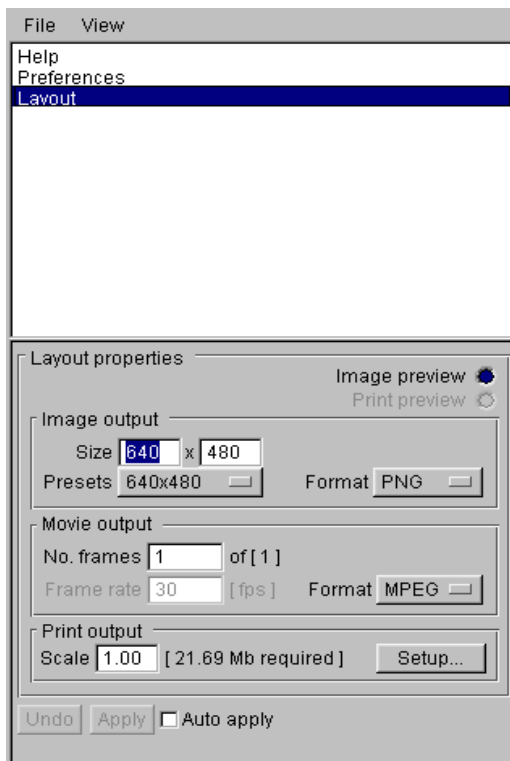 File View
Help
Preferences
Layout
Layout properties
Image preview
Print preview
Image output
Size 640 x 480
Presets 640x480 Format PNG
Movie output
No. frames 1 of [ 1 ]
Frame rate 30 [ fps ] Format MPEG
Print output
Scale 1.00 [ 21.69 Mb required ] Setup...
Undo Apply Auto apply